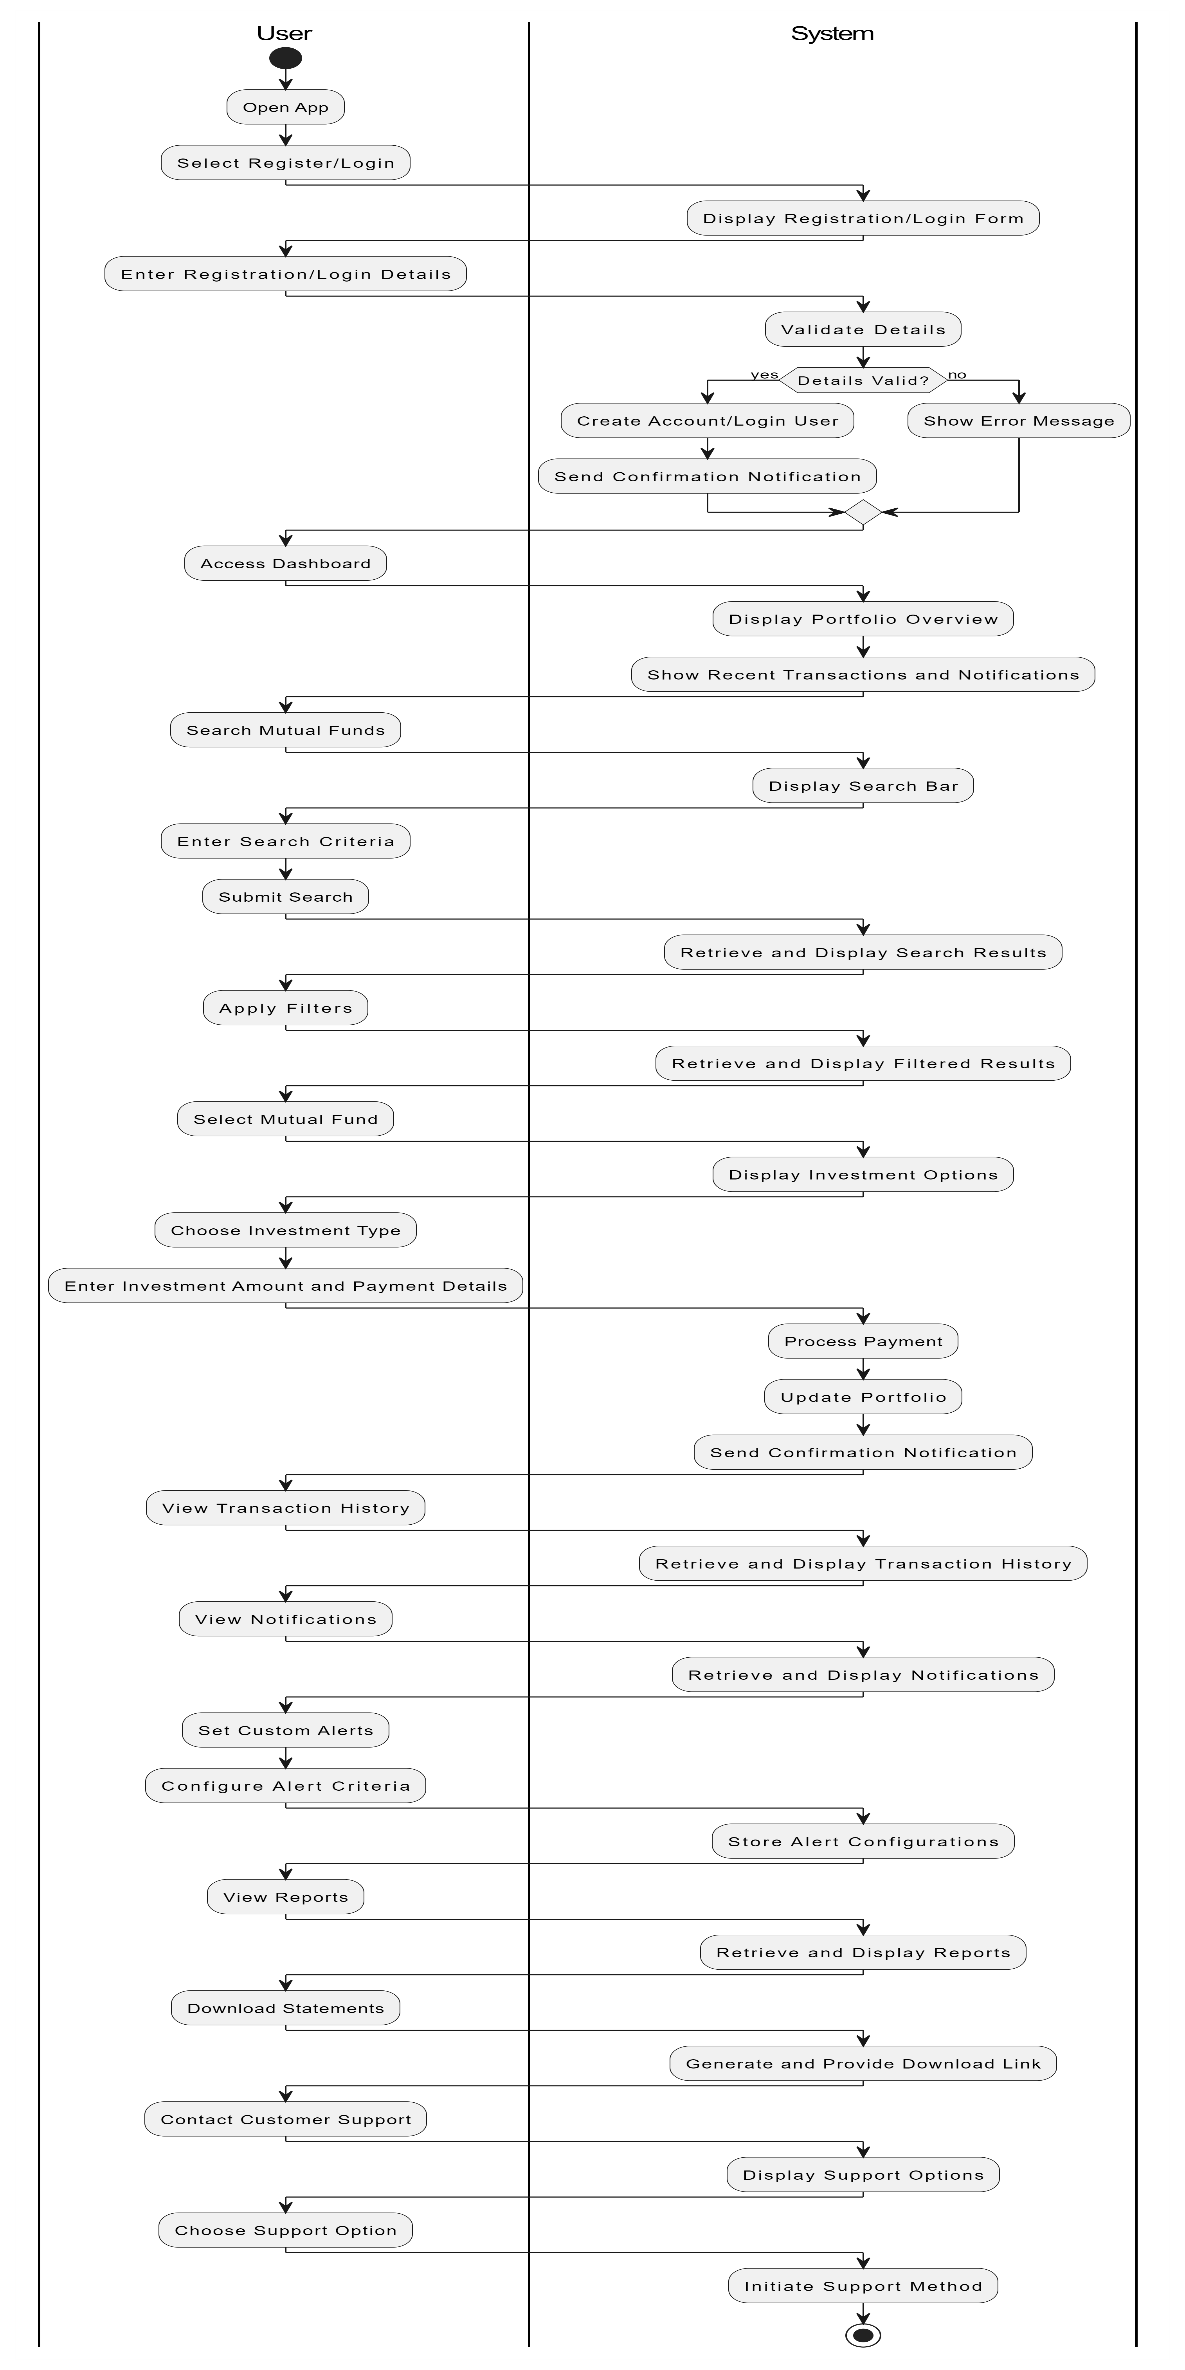 User
System
Open App
Select Register/Login
Display Registration/Login Form
Enter Registration/Login Details
Validate Details
yes
Details Valid?
no
Create Account/Login User
Show Error Message
Send Confirmation Notification
Access Dashboard
Display Portfolio Overview
Show Recent Transactions and Notifications
Search Mutual Funds
Display Search Bar
Enter Search Criteria
Submit Search
Retrieve and Display Search Results
Apply Filters
Retrieve and Display Filtered Results
Select Mutual Fund
Display Investment Options
Choose Investment Type
Enter Investment Amount and Payment Details
Process Payment
Update Portfolio
Send Confirmation Notification
View Transaction History
Retrieve and Display Transaction History
View Notifications
Retrieve and Display Notifications
Set Custom Alerts
Configure Alert Criteria
Store Alert Configurations
View Reports
Retrieve and Display Reports
Download Statements
Generate and Provide Download Link
Contact Customer Support
Display Support Options
Choose Support Option
Initiate Support Method